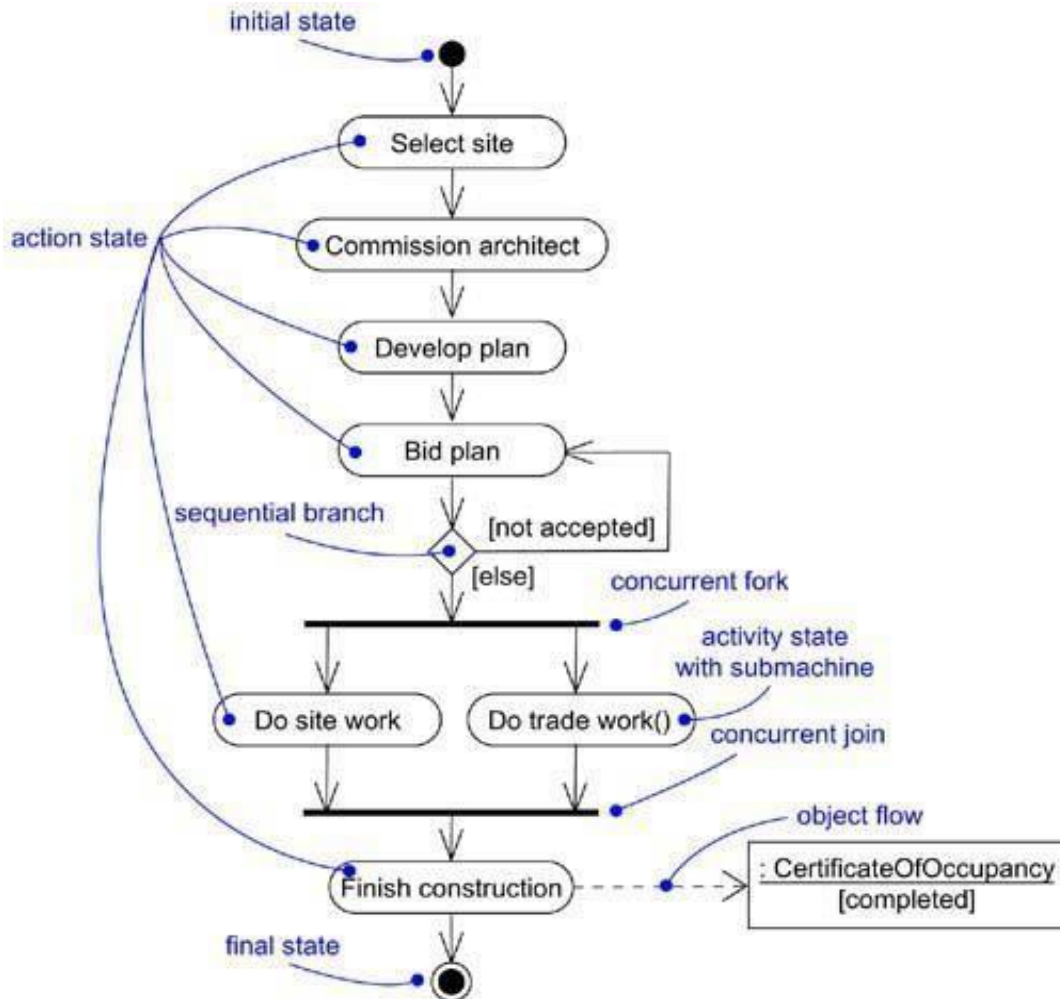 initial state
Select site
action state
Commission architect
Develop plan
Bid plan
sequential branch
[not accepted]
[else]
concurrent fork
activity state
with submachine
Do site work
Do trade work()
concurrent join
object flow
: CertificateOfOccupancy
[completed]
Finish construction
final state